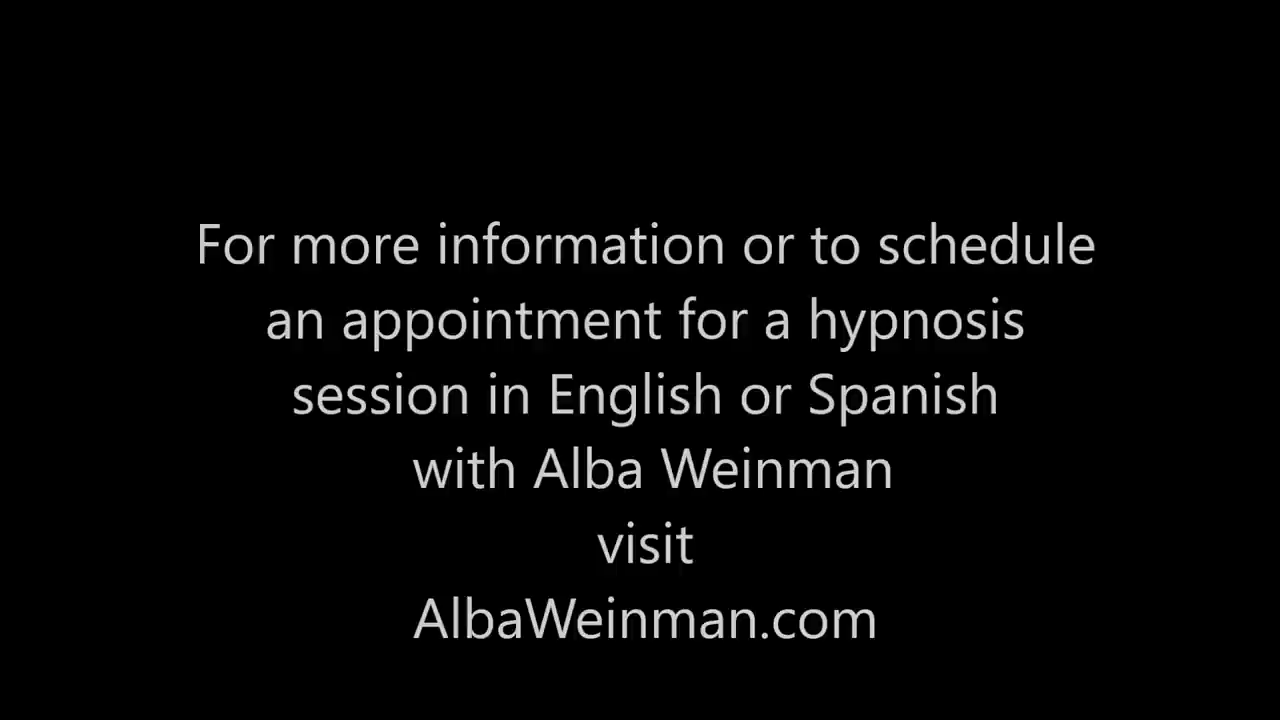 For more information or to schedule
an appointment for a hypnosis
session in English or Spanish
with Alba Weinman
visit
AlbaWeinman.com